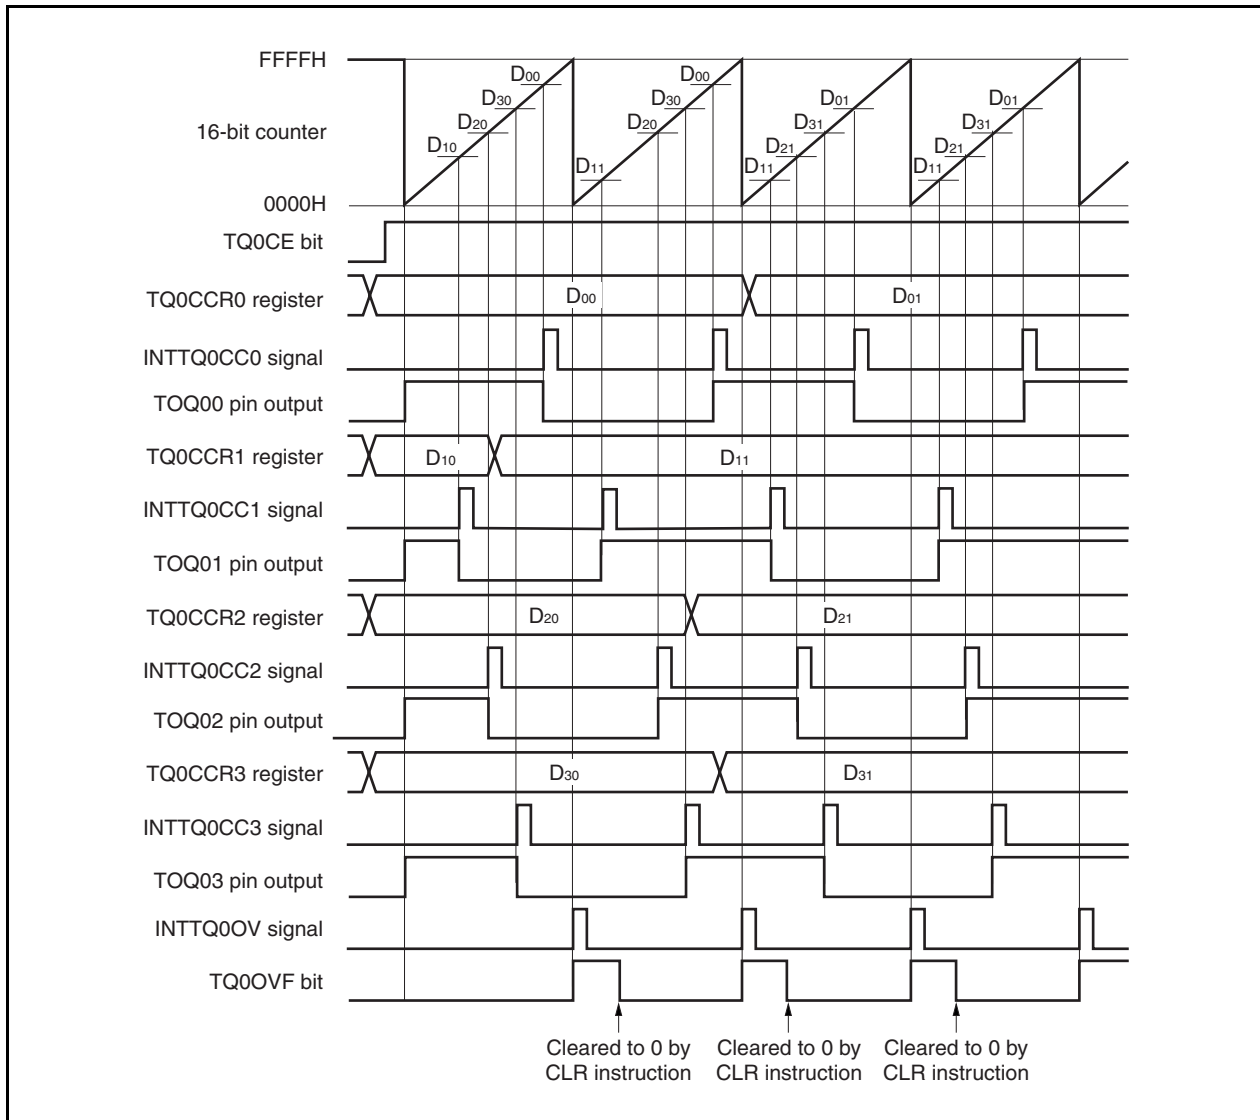 FFFFH
D00 D00
D30 D30 D01 D01
16-bit counter D20 D20 D31 D31
D10 D21 D21
D11 D11 D11
0000H
TQ0CE bit
TQ0CCR0 register D00 D01
INTTQ0CC0 signal
TOQ00 pin output
TQ0CCR1 register D10 D11
INTTQ0CC1 signal
TOQ01 pin output
TQ0CCR2 register D20 D21
INTTQ0CC2 signal
TOQ02 pin output
TQ0CCR3 register D30 D31
INTTQ0CC3 signal
TOQ03 pin output
INTTQ0OV signal
TQ0OVF bit
Cleared to 0 by
CLR instruction
Cleared to 0 by
CLR instruction
Cleared to 0 by
CLR instruction